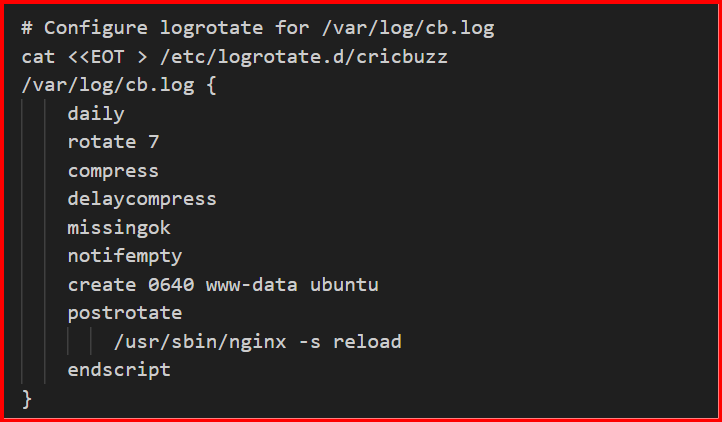 # Configure logrotate for /var/log/cb.log
cat <<EOT > /etc/logrotate.d/cricbuzz
/var/log/cb.log {
    daily
    rotate 7
    compress
    delaycompress
    missingok
    notifempty
    create 0640 www-data ubuntu
    postrotate
        /usr/sbin/nginx -s reload
    endscript
}